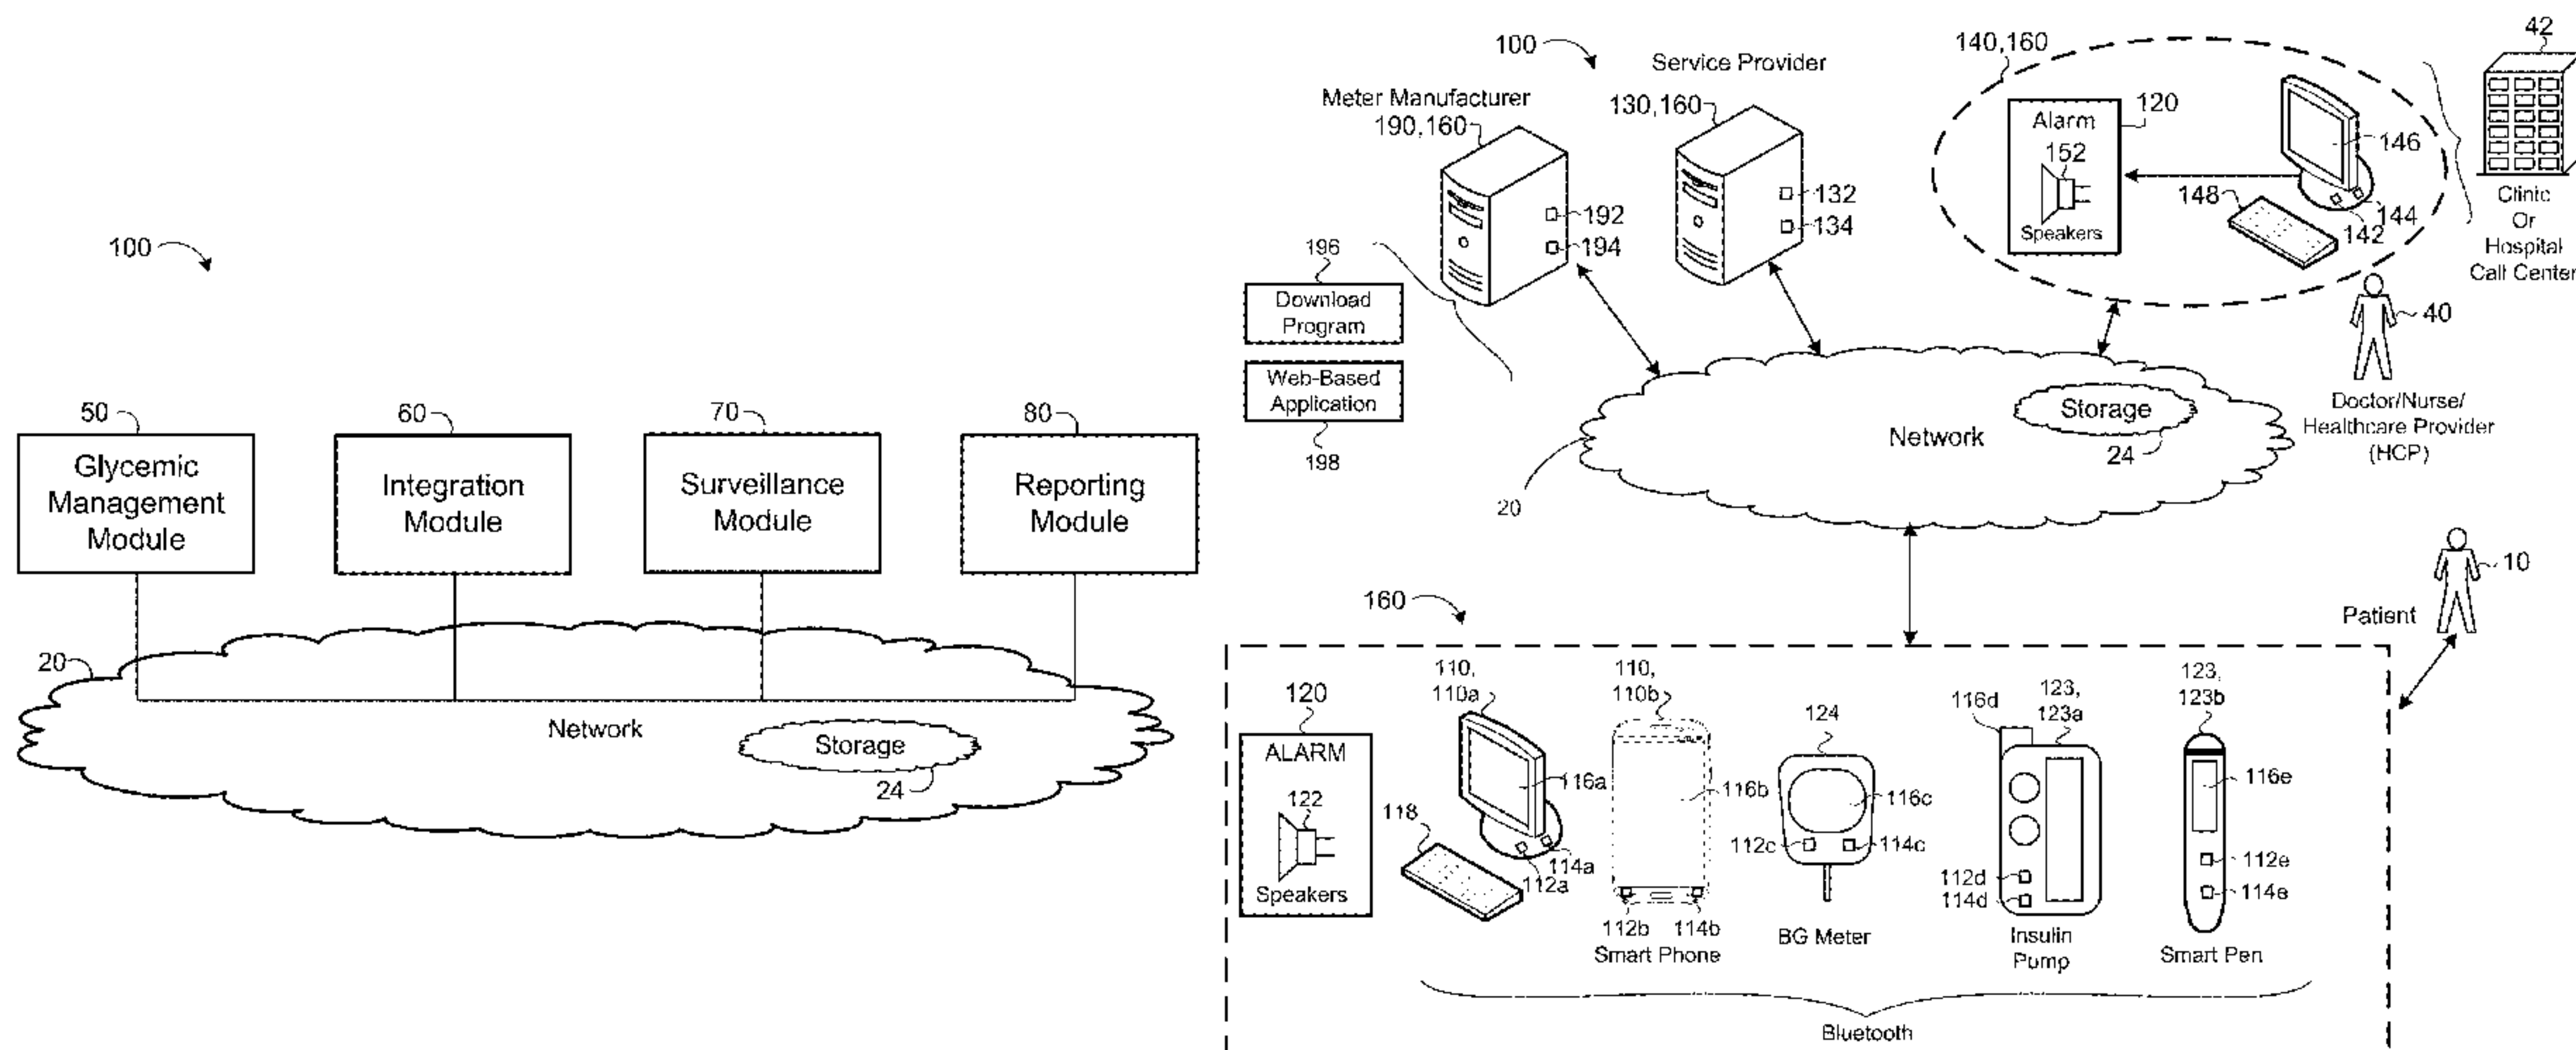 100
50
60
70
80
Glycemic
Management
Module
Integration
Module
Surveillance
Module
Reporting
Module
20
Network
Storage
24
100
Meter Manufacturer
190,160
192
194
196
Download
Program
Web-Based
Application
198
Service Provider
130,160
132
134
140,160
Alarm
152
Speakers
120
146
148
142
144
42
Clinic
Or
Hospital
Call Center
40
Doctor/Nurse/
Healthcare Provider
(HCP)
Network
Storage
24
20
10
Patient
160
120
ALARM
122
Speakers
110,
110a
116a
118
114a
112a
110,
110b
116b
112b
114b
Smart Phone
124
116c
112c
114c
BG Meter
116d
123,
123a
112d
114d
Insulin
Pump
123,
123b
116e
112e
114e
Smart Pen
Bluetooth